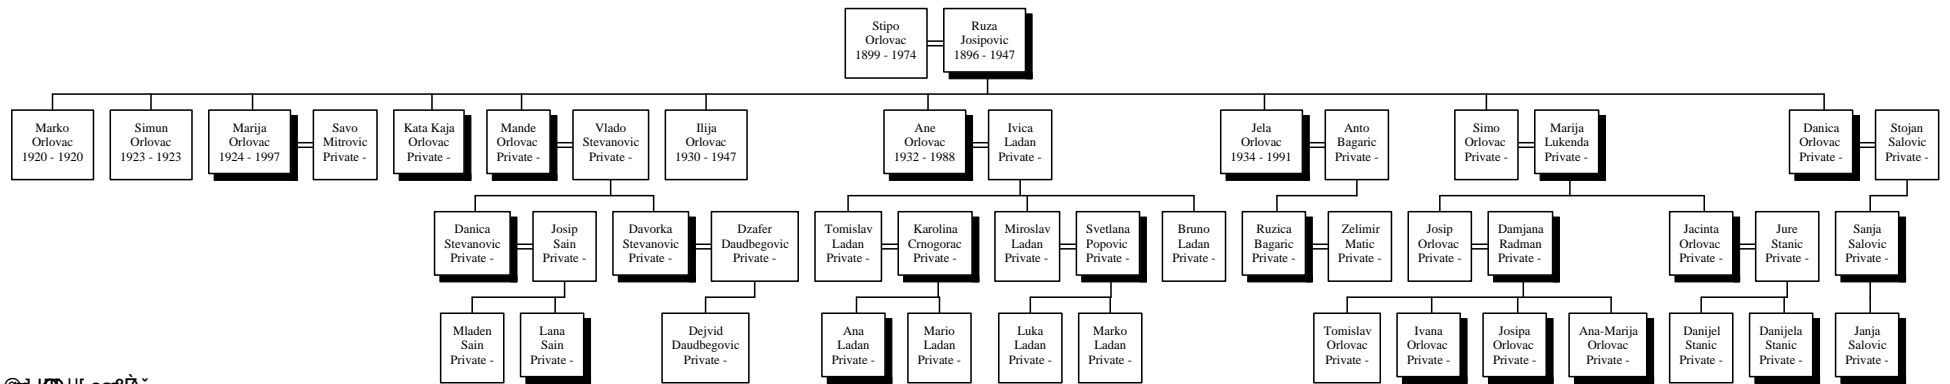 Stipo
Orlovac
1899 - 1974
Ruza
Josipovic
1896 - 1947
Marko
Orlovac
1920 - 1920
Simun
Orlovac
1923 - 1923
Marija
Orlovac
1924 - 1997
Savo
Mitrovic
Private -
Kata Kaja
Orlovac
Private -
Mande
Orlovac
Private -
Vlado
Stevanovic
Private -
Ilija
Orlovac
1930 - 1947
Ane
Orlovac
1932 - 1988
Ivica
Ladan
Private -
Jela
Orlovac
1934 - 1991
Anto
Bagaric
Private -
Simo
Orlovac
Private -
Marija
Lukenda
Private -
Danica
Orlovac
Private -
Stojan
Salovic
Private -
Danica
Stevanovic
Private -
Josip
Sain
Private -
Davorka
Stevanovic
Private -
Dzafer
Daudbegovic
Private -
Tomislav
Ladan
Private -
Karolina
Crnogorac
Private -
Miroslav
Ladan
Private -
Svetlana
Popovic
Private -
Bruno
Ladan
Private -
Ruzica
Bagaric
Private -
Zelimir
Matic
Private -
Josip
Orlovac
Private -
Damjana
Radman
Private -
Jacinta
Orlovac
Private -
Jure
Stanic
Private -
Sanja
Salovic
Private -
Mladen
Sain
Private -
Lana
Sain
Private -
Dejvid
Daudbegovic
Private -
Ana
Ladan
Private -
Mario
Ladan
Private -
Luka
Ladan
Private -
Marko
Ladan
Private -
Tomislav
Orlovac
Private -
Ivana
Orlovac
Private -
Josipa
Orlovac
Private -
Ana-Marija
Orlovac
Private -
Danijel
Stanic
Private -
Danijela
Stanic
Private -
Janja
Salovic
Private -